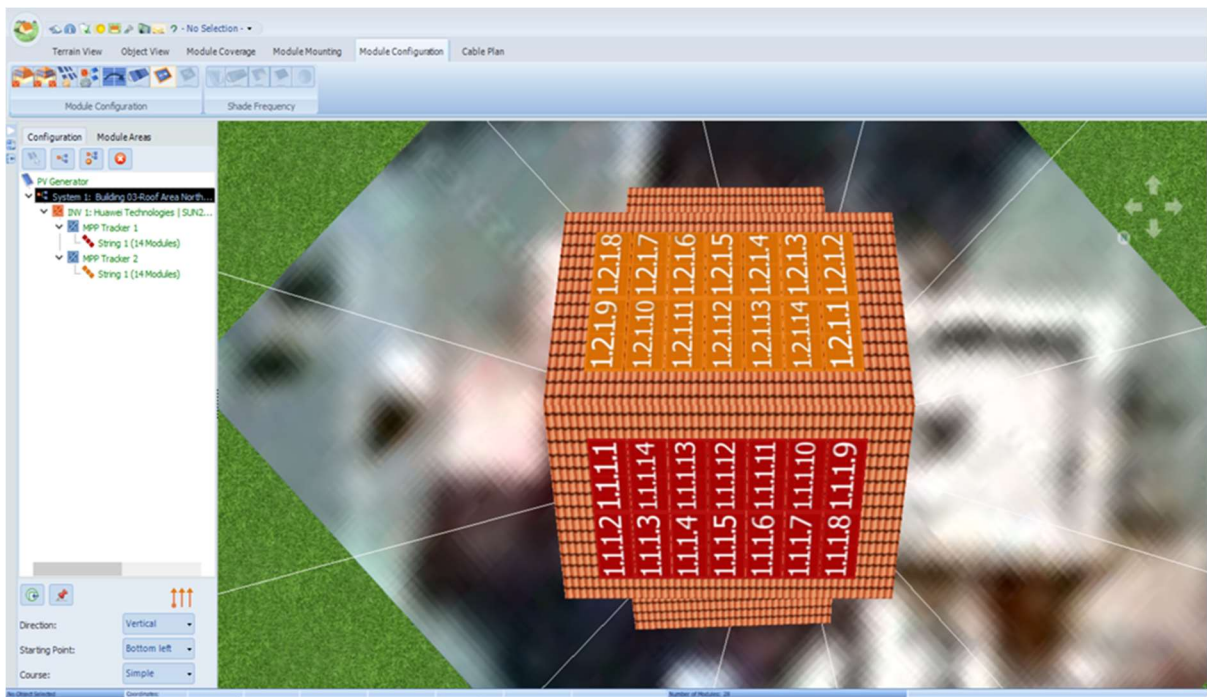 - No Selection -
Terrain View Object View Module Coverage Module Mounting Module Configuration Cable Plan
Module Configuration Shade Frequency
Configuration Module Areas
PV Generator
System 1: Building 03-Roof Area North...
INV 1: Huawei Technologies | SUN2...
MPP Tracker 1
String 1 (14 Modules)
MPP Tracker 2
String 1 (14 Modules)
1.2.1.8 1.2.1.7 1.2.1.6 1.2.1.5 1.2.1.4 1.2.1.3 1.2.1.2
1.2.1.9 1.2.1.10 1.2.1.11 1.2.1.12 1.2.1.13 1.2.1.14 1.2.1.1
1.1.1.1 1.1.1.14 1.1.1.13 1.1.1.12 1.1.1.11 1.1.1.10 1.1.1.9
1.1.1.2 1.1.1.3 1.1.1.4 1.1.1.5 1.1.1.6 1.1.1.7 1.1.1.8
Direction: Vertical
Starting Point: Bottom left
Course: Simple
No Object Selected Coordinates: Number of Modules: 28